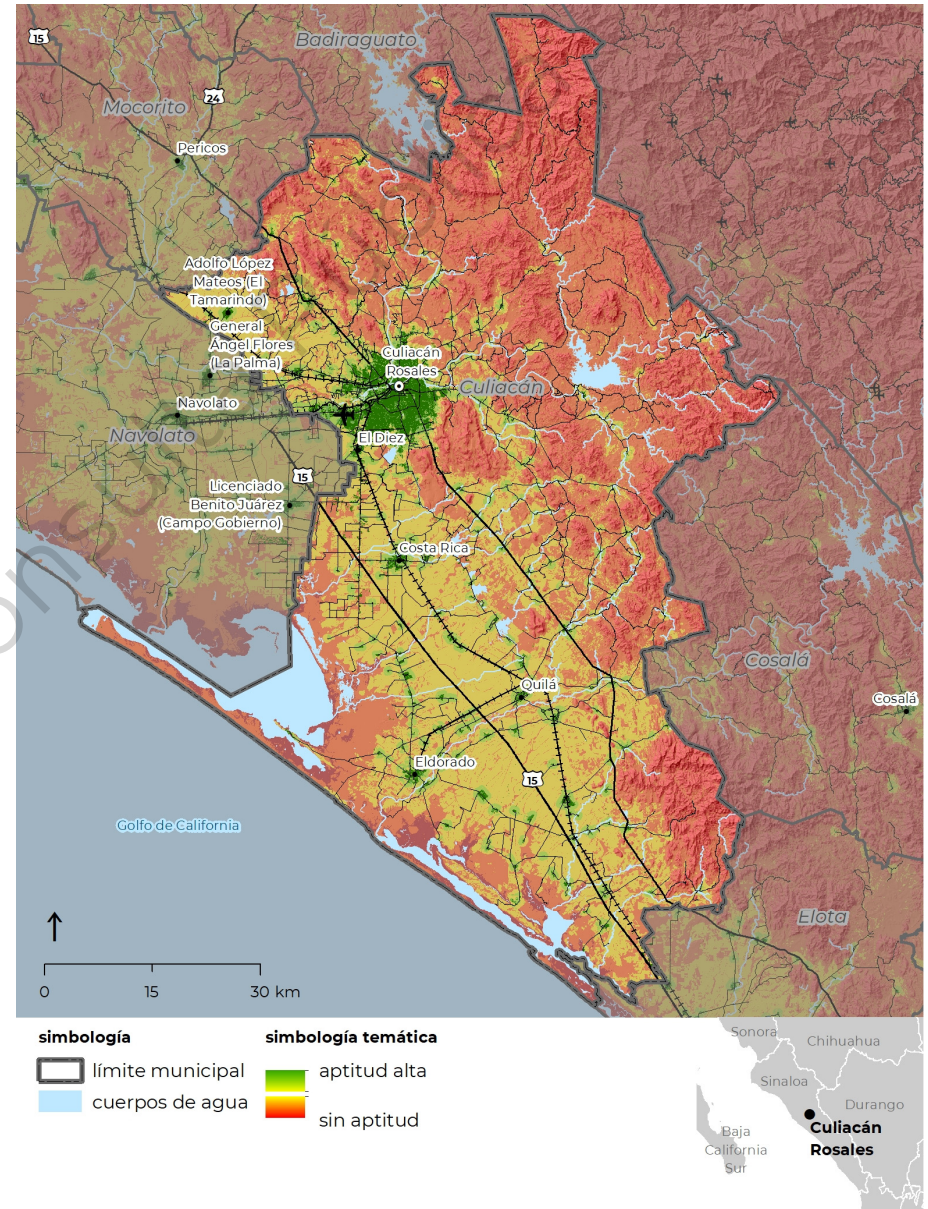 15
Badiraguato
24
Mocorito
Pericos
Adolfo López
Mateos (El
Tamarindo)
General
Ángel Flores
(La Palma)
Culiacán
Rosales
Culiacán
Navolato
Navolato
El Diez
15
Licenciado
Benito Juárez
(Campo Gobierno)
Costa Rica
Cosalá
Quilá
Cosalá
Eldorado
15
Golfo de California
Elota
0 15 30 km
simbología
límite municipal
cuerpos de agua
simbología temática
aptitud alta
sin aptitud
Sonora
Chihuahua
Sinaloa
Durango
Culiacán
Rosales
Baja
California
Sur